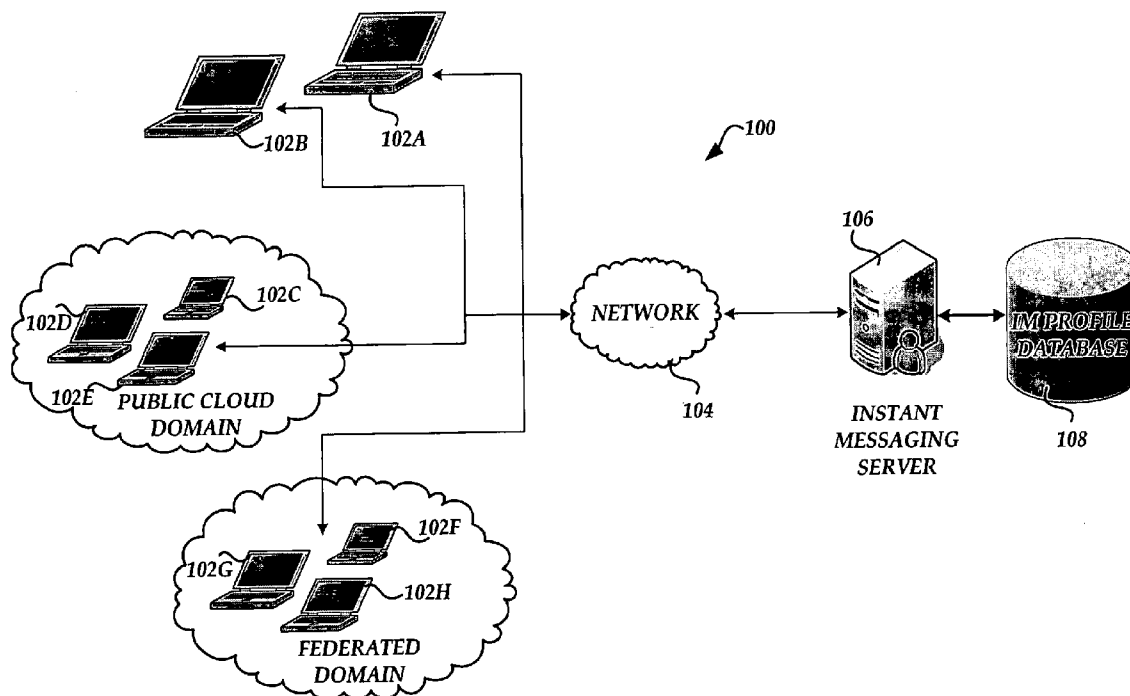 102A
102B
100
106
102C
102D
102E
PUBLIC CLOUD
DOMAIN
NETWORK
104
IM PROFILE
DATABASE
108
INSTANT
MESSAGING
SERVER
102F
102G
102H
FEDERATED
DOMAIN